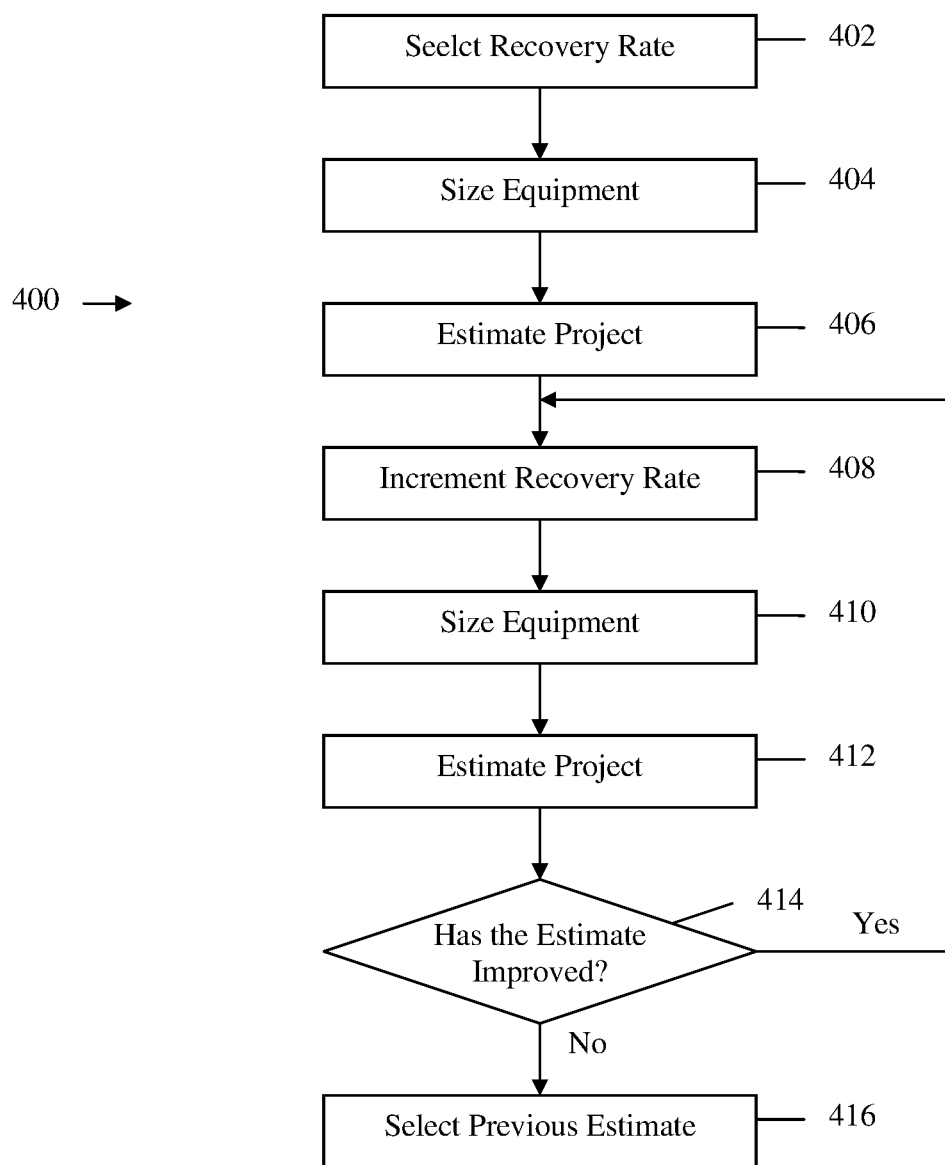 Seelct Recovery Rate
402
Size Equipment
404
400
Estimate Project
406
Increment Recovery Rate
408
Size Equipment
410
Estimate Project
412
414
Has the Estimate
Improved?
Yes
No
Select Previous Estimate
416